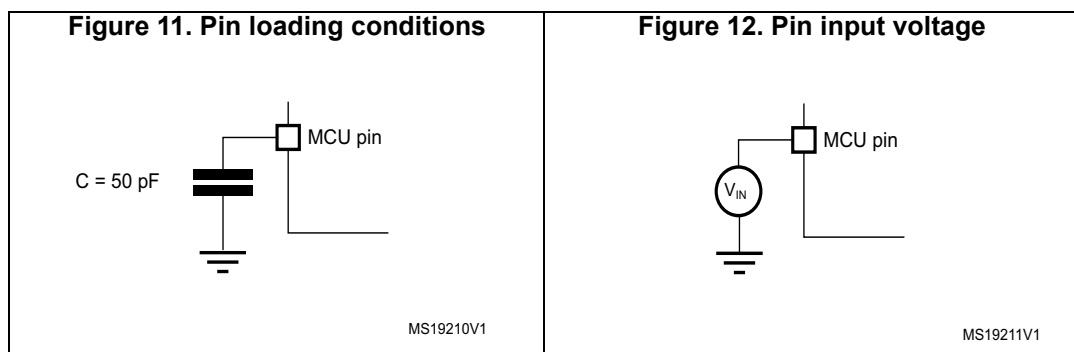 Figure 11. Pin loading conditions
MCU pin
C = 50 pF
MS19210V1
Figure 12. Pin input voltage
MCU pin
VIN
MS19211V1